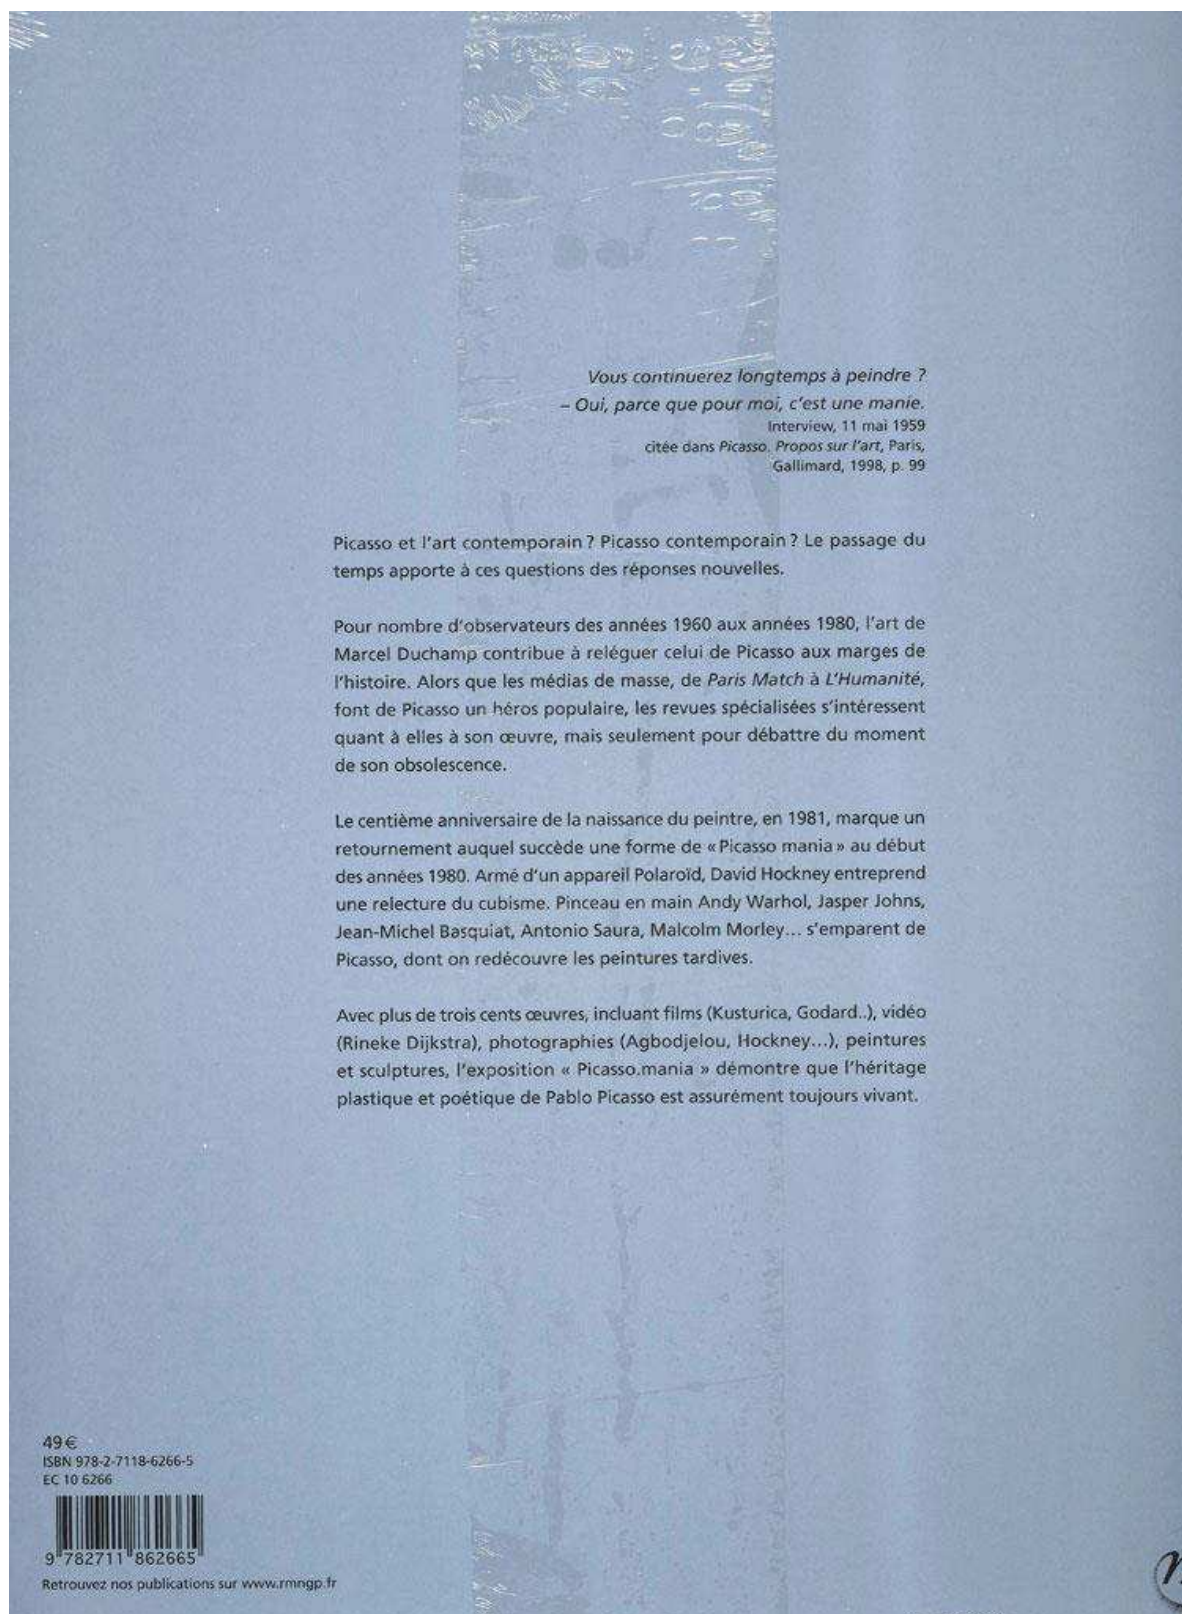 Vous continuerez longtemps à peindre ?
– Oui, parce que pour moi, c'est une manie.
Interview, 11 mai 1959
citée dans Picasso. Propos sur l'art, Paris,
Gallimard, 1998, p. 99
Picasso et l'art contemporain ? Picasso contemporain ? Le passage du
temps apporte à ces questions des réponses nouvelles.
Pour nombre d'observateurs des années 1960 aux années 1980, l'art de
Marcel Duchamp contribue à reléguer celui de Picasso aux marges de
l'histoire. Alors que les médias de masse, de Paris Match à L'Humanité,
font de Picasso un héros populaire, les revues spécialisées s'intéressent
quant à elles à son œuvre, mais seulement pour débattre du moment
de son obsolescence.
Le centième anniversaire de la naissance du peintre, en 1981, marque un
retournement auquel succède une forme de « Picasso mania » au début
des années 1980. Armé d'un appareil Polaroïd, David Hockney entreprend
une relecture du cubisme. Pinceau en main Andy Warhol, Jasper Johns,
Jean-Michel Basquiat, Antonio Saura, Malcolm Morley... s'emparent de
Picasso, dont on redécouvre les peintures tardives.
Avec plus de trois cents œuvres, incluant films (Kusturica, Godard..), vidéo
(Rineke Dijkstra), photographies (Agbodjelou, Hockney...), peintures
et sculptures, l'exposition « Picasso.mania » démontre que l'héritage
plastique et poétique de Pablo Picasso est assurément toujours vivant.
49 €
ISBN 978-2-7118-6266-5
EC 10 6266
9 782711 862665
Retrouvez nos publications sur www.rmngp.fr